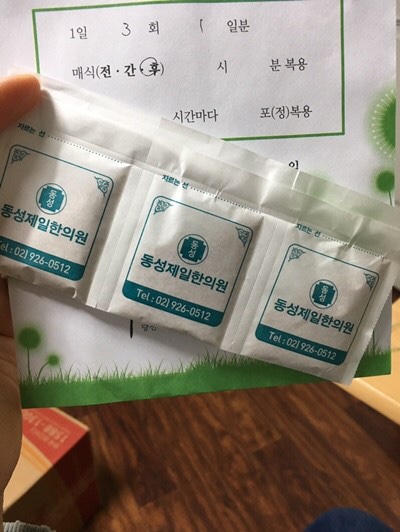 1일 3 회 1 일분
매식(전·간·후) 시 분 복용
시간마다 포(정)복용
일
자르는 선
동성
동성제일한의원
Tel : 02) 926-0512
자르는 선
동성
동성제일한의원
Tel : 02) 926-0512
자르는 선
동성
동성제일한의원
Tel : 02) 926-0512